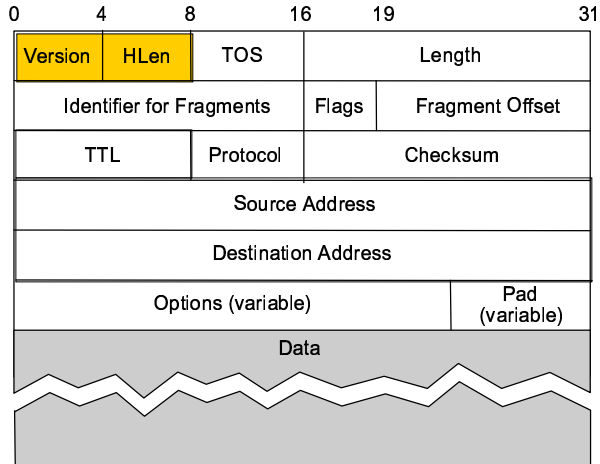 0 4 8 16 19 31
Version HLen TOS Length
Identifier for Fragments Flags Fragment Offset
TTL Protocol Checksum
Source Address
Destination Address
Options (variable) Pad
(variable)
Data